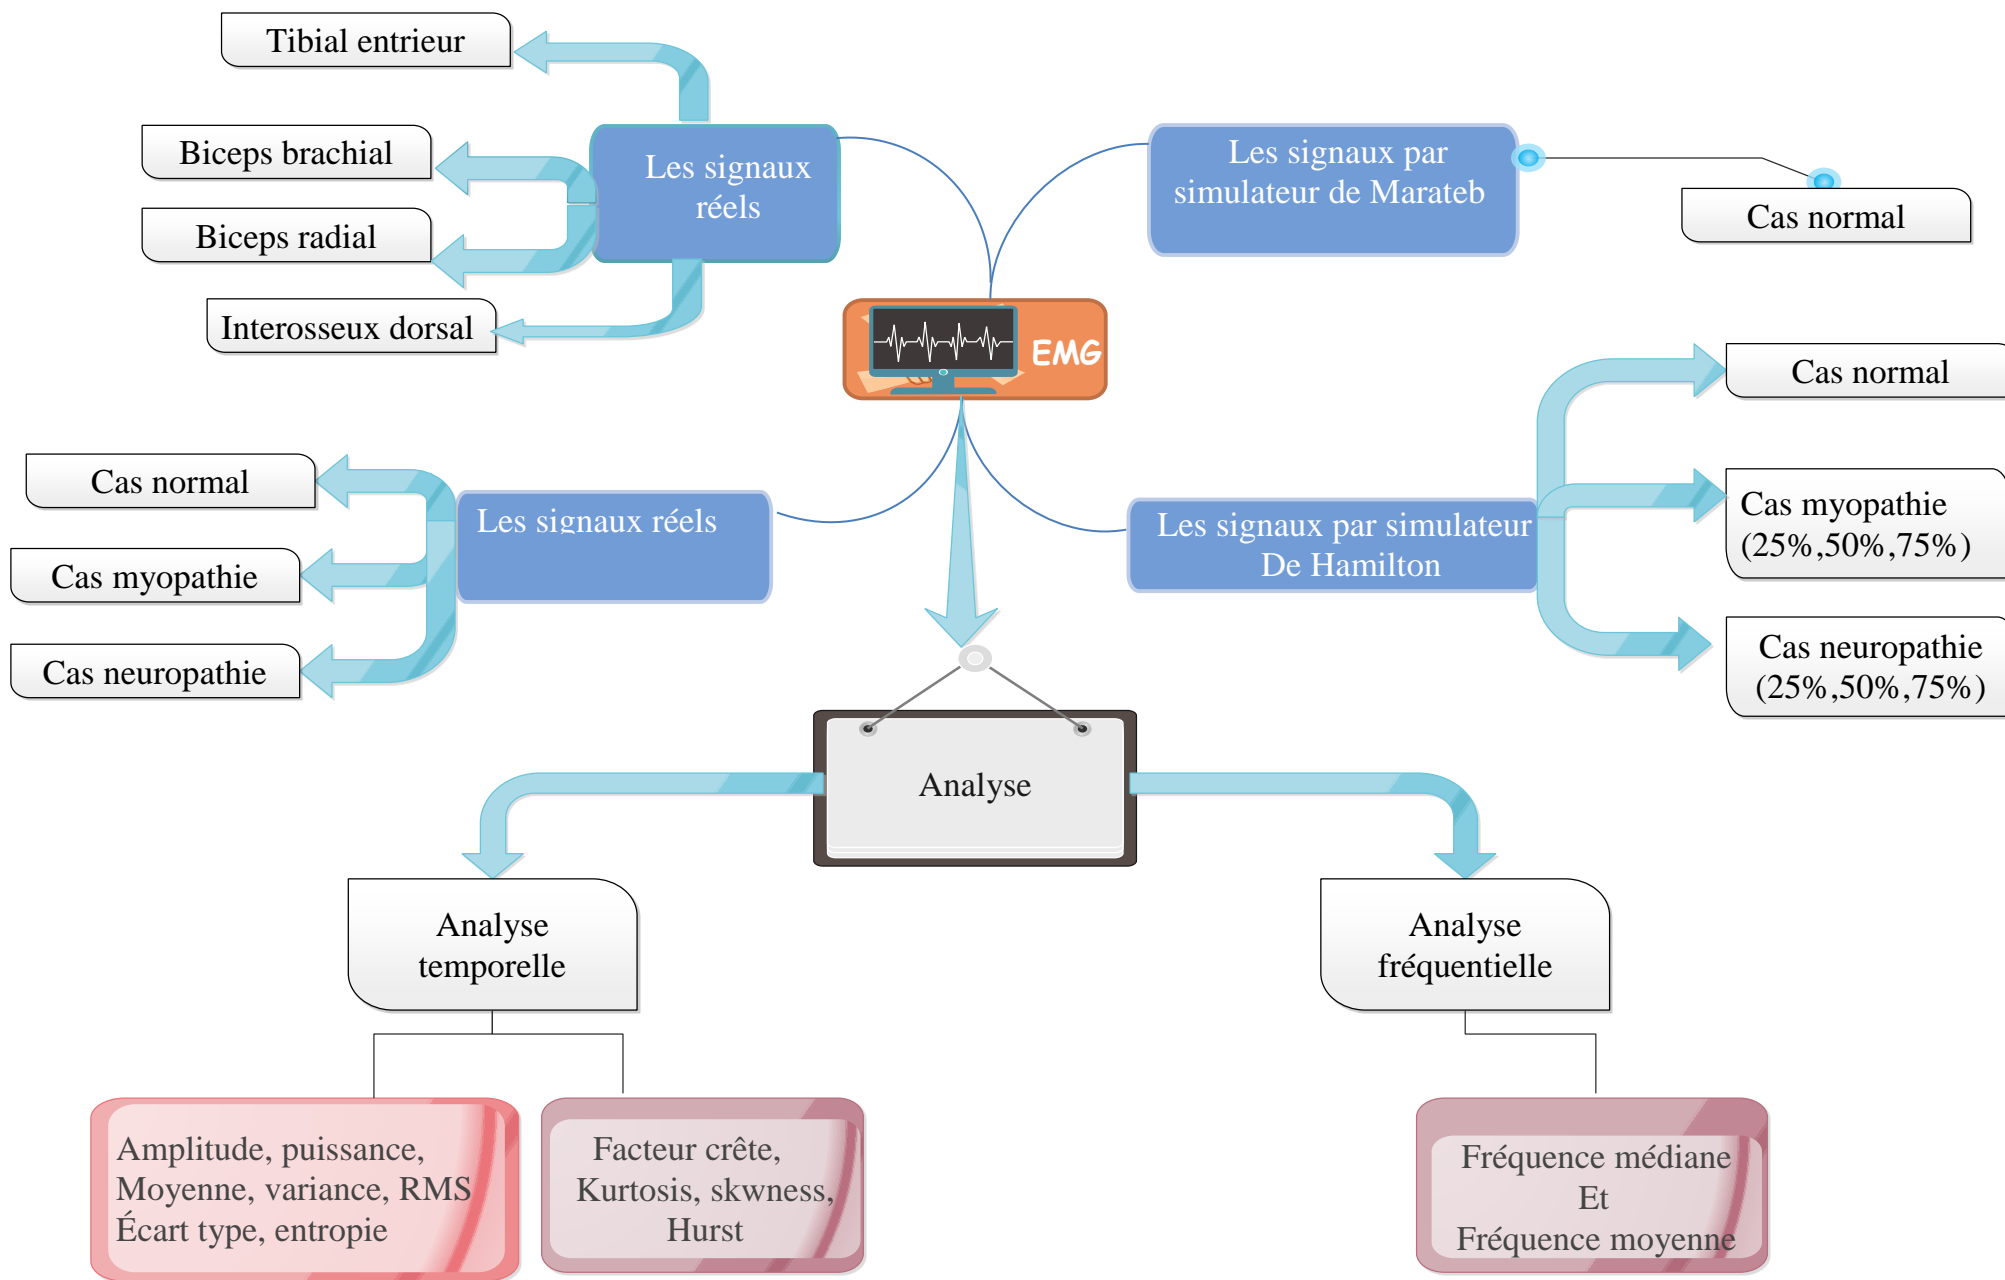 Tibial entrieur
Biceps brachial
Biceps radial
Interosseux dorsal
Les signaux
réels
Les signaux par
simulateur de Marateb
Cas normal
EMG
Cas normal
Cas myopathie
(25%,50%,75%)
Cas neuropathie
(25%,50%,75%)
Les signaux par simulateur
De Hamilton
Les signaux réels
Cas normal
Cas myopathie
Cas neuropathie
Analyse
Analyse
temporelle
Analyse
fréquentielle
Amplitude, puissance,
Moyenne, variance, RMS
Écart type, entropie
Facteur crête,
Kurtosis, skwness,
Hurst
Fréquence médiane
Et
Fréquence moyenne